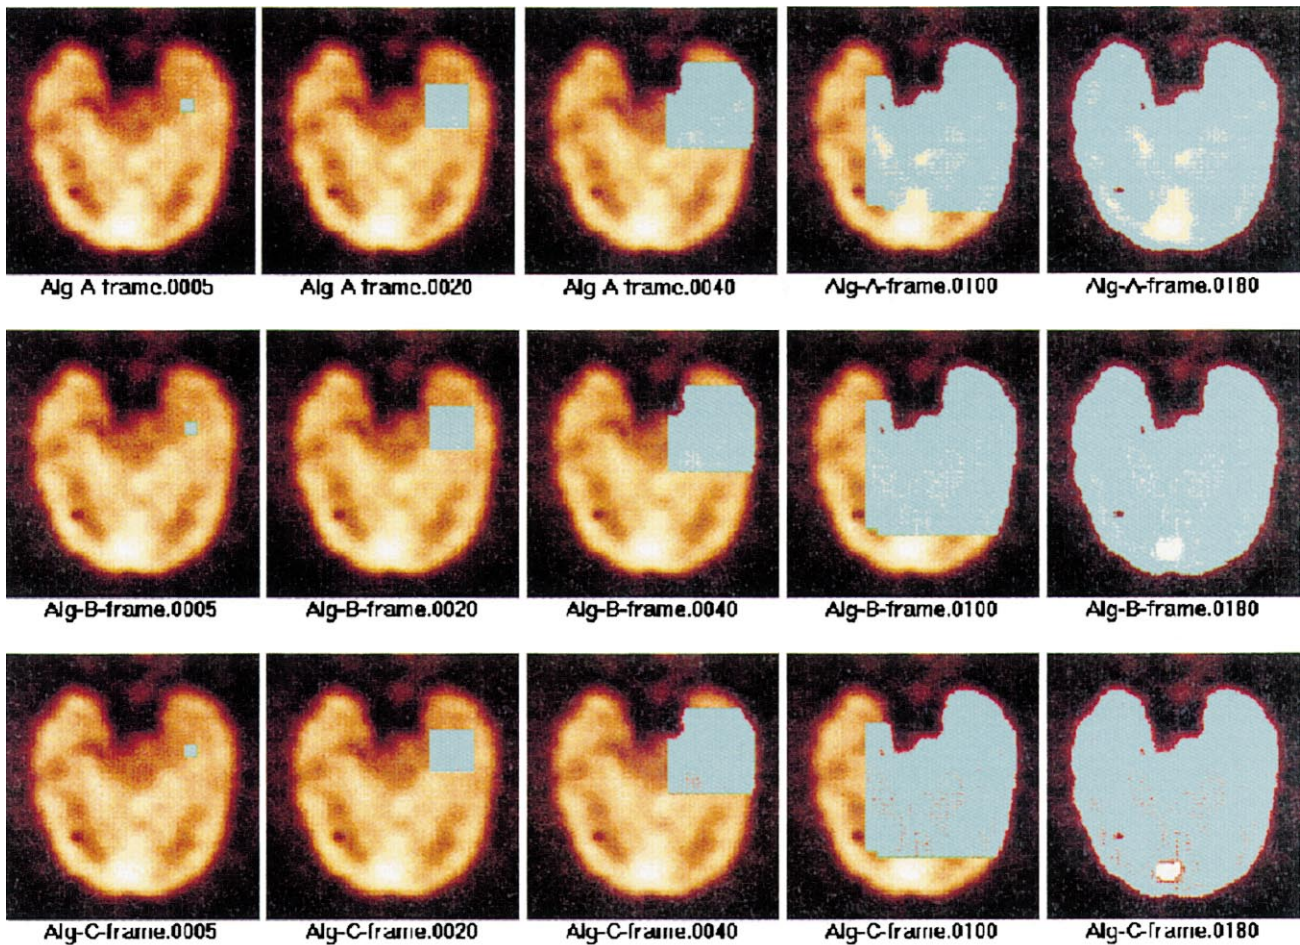 Alg-A-frame.0005
Alg-A-frame.0020
Alg-A-frame.0040
Alg-A-frame.0100
Alg-A-frame.0180
Alg-B-frame.0005
Alg-B-frame.0020
Alg-B-frame.0040
Alg-B-frame.0100
Alg-B-frame.0180
Alg-C-frame.0005
Alg-C-frame.0020
Alg-C-frame.0040
Alg-C-frame.0100
Alg-C-frame.0180